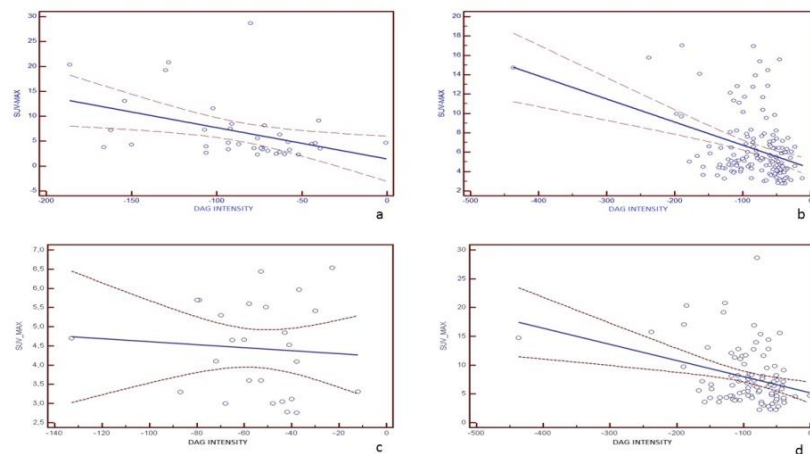 30
25
20
15
10
5
0
-5
SUV-MAX
-200 -150 -100 -50 0
DAG INTENSITY
a
20
18
16
14
12
10
8
6
4
2
SUV-MAX
-500 -400 -300 -200 -100 0
DAG INTENSITY
b
7,0
6,5
6,0
5,5
5,0
4,5
4,0
3,5
3,0
2,5
SUV_MAX
-140 -120 -100 -80 -60 -40 -20 0
DAG INTENSITY
c
30
25
20
15
10
5
0
SUV_MAX
-500 -400 -300 -200 -100 0
DAG INTENSITY
d